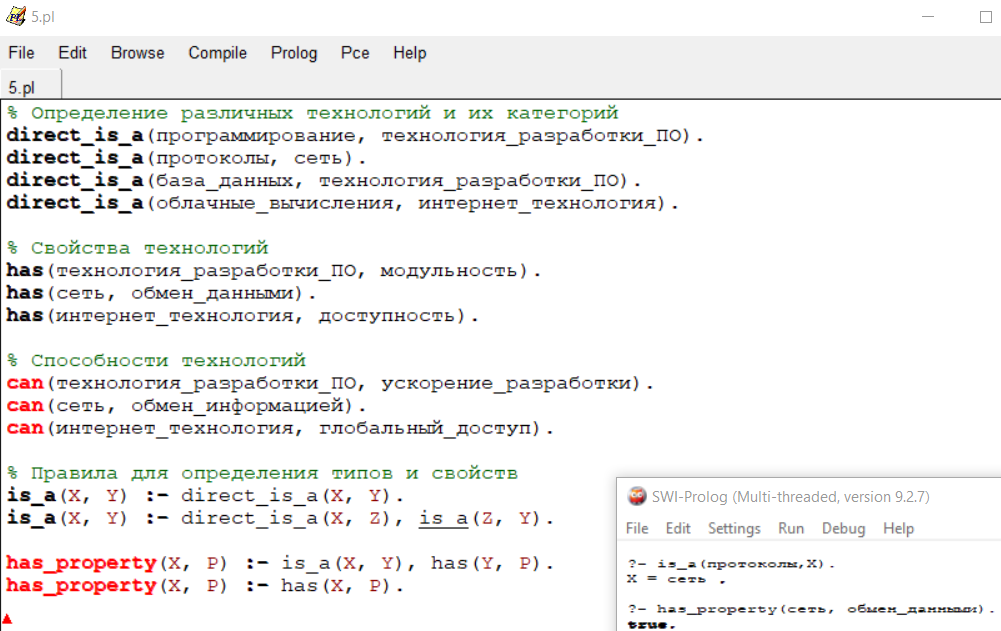 5.pl
File Edit Browse Compile Prolog Pce Help
5.pl
% Определение различных технологий и их категорий
direct_is_a(программирование, технология_разработки_ПО).
direct_is_a(протоколы, сеть).
direct_is_a(база_данных, технология_разработки_ПО).
direct_is_a(облачные_вычисления, интернет_технология).
% Свойства технологий
has(технология_разработки_ПО, модульность).
has(сеть, обмен_данными).
has(интернет_технология, доступность).
% Способности технологий
can(технология_разработки_ПО, ускорение_разработки).
can(сеть, обмен_информацией).
can(интернет_технология, глобальный_доступ).
% Правила для определения типов и свойств
is_a(X, Y) :- direct_is_a(X, Y).
is_a(X, Y) :- direct_is_a(X, Z), is_a(Z, Y).
has_property(X, P) :- is_a(X, Y), has(Y, P).
has_property(X, P) :- has(X, P).
SWI-Prolog (Multi-threaded, version 9.2.7)
File Edit Settings Run Debug Help
?- is_a(протоколы,X).
X = сеть .
?- has_property(сеть, обмен_данными).
true.